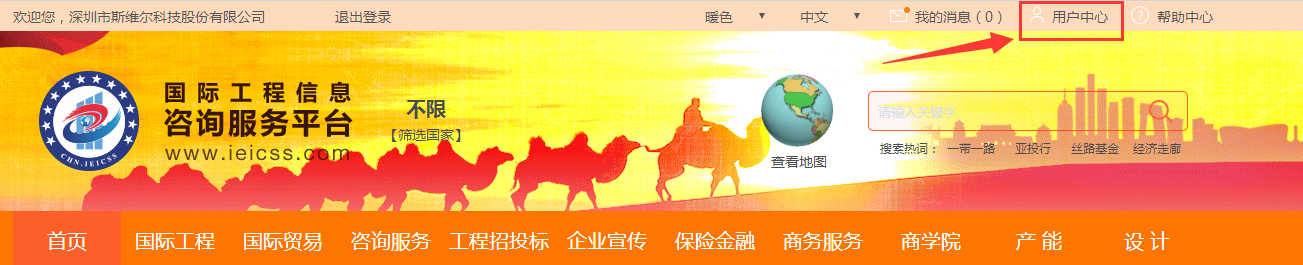 欢迎您，深圳市斯维尔科技股份有限公司 退出登录 暖色 ▼ 中文 ▼ 我的消息（0） 用户中心 ? 帮助中心
国际工程信息
咨询服务平台
www.ieicss.com
CHN.IEICSS
不限
【筛选国家】
查看地图
请输入关键字
搜索热词： 一带一路 亚投行 丝路基金 经济走廊
首页 国际工程 国际贸易 咨询服务 工程招投标 企业宣传 保险金融 商务服务 商学院 产 能 设 计